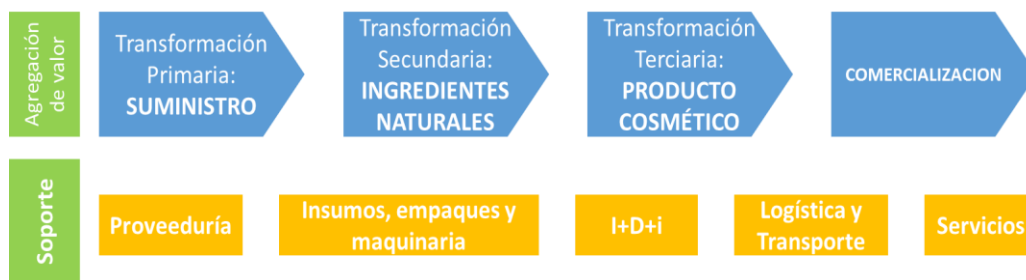 Agregación
de valor
Transformación
Primaria:
SUMINISTRO
Transformación
Secundaria:
INGREDIENTES
NATURALES
Transformación
Terciaria:
PRODUCTO
COSMÉTICO
COMERCIALIZACION
Soporte
Proveeduría
Insumos, empaques y
maquinaria
I+D+i
Logística y
Transporte
Servicios